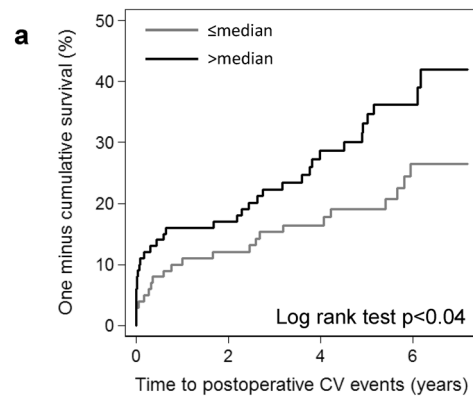 a
≤median
>median
One minus cumulative survival (%)
50
40
30
20
10
0
Log rank test p<0.04
0 2 4 6
Time to postoperative CV events (years)